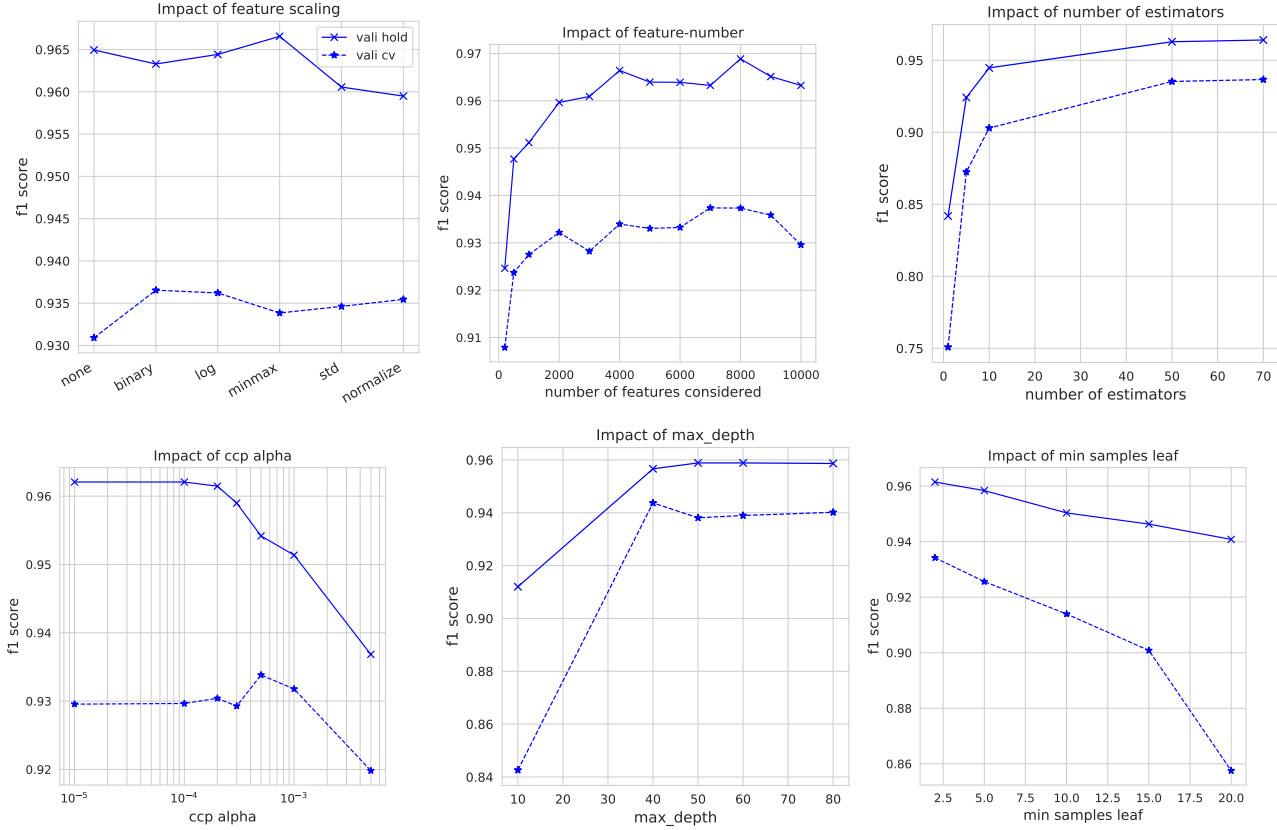 Impact of feature scaling
f1 score
0.965
0.960
0.955
0.950
0.945
0.940
0.935
0.930
vali hold
vali cv
none
binary
log
minmax
std
normalize
Impact of feature-number
f1 score
0.97
0.96
0.95
0.94
0.93
0.92
0.91
0 2000 4000 6000 8000 10000
number of features considered
Impact of number of estimators
f1 score
0.95
0.90
0.85
0.80
0.75
0 10 20 30 40 50 60 70
number of estimators
Impact of ccp alpha
f1 score
0.96
0.95
0.94
0.93
0.92
10⁻⁵ 10⁻⁴ 10⁻³
ccp alpha
Impact of max_depth
f1 score
0.96
0.94
0.92
0.90
0.88
0.86
0.84
10 20 30 40 50 60 70 80
max_depth
Impact of min samples leaf
f1 score
0.96
0.94
0.92
0.90
0.88
0.86
2.5 5.0 7.5 10.0 12.5 15.0 17.5 20.0
min samples leaf